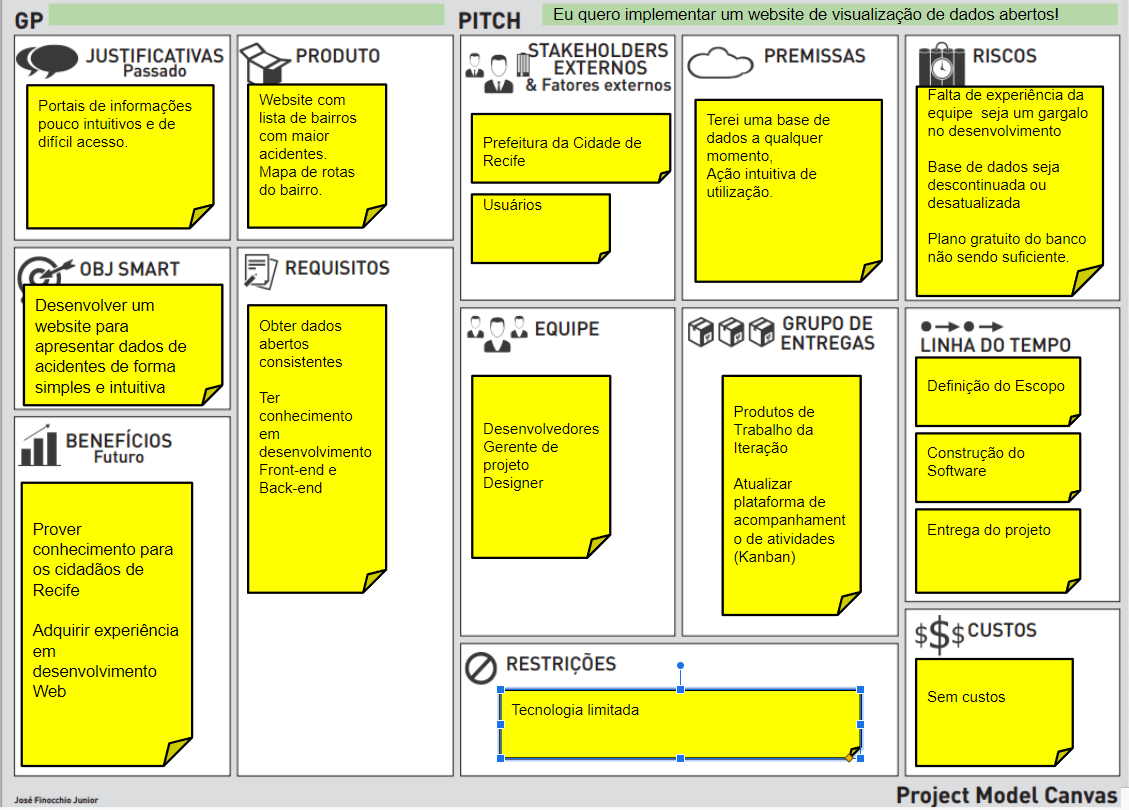 GP
PITCH
Eu quero implementar um website de visualização de dados abertos!
JUSTIFICATIVAS
Passado
Portais de informações
pouco intuitivos e de
difícil acesso.
PRODUTO
Website com
lista de bairros
com maior
acidentes.
Mapa de rotas
do bairro.
STAKEHOLDERS
EXTERNOS
& Fatores externos
Prefeitura da Cidade de
Recife
Usuários
PREMISSAS
Terei uma base de
dados a qualquer
momento,
Ação intuitiva de
utilização.
RISCOS
Falta de experiência da
equipe seja um gargalo
no desenvolvimento
Base de dados seja
descontinuada ou
desatualizada
Plano gratuito do banco
não sendo suficiente.
OBJ SMART
Desenvolver um
website para
apresentar dados de
acidentes de forma
simples e intuitiva
REQUISITOS
Obter dados
abertos
consistentes
Ter
conhecimento
em
desenvolvimento
Front-end e
Back-end
EQUIPE
Desenvolvedores
Gerente de
projeto
Designer
GRUPO DE
ENTREGAS
Produtos de
Trabalho da
Iteração
Atualizar
plataforma de
acompanhament
o de atividades
(Kanban)
LINHA DO TEMPO
Definição do Escopo
Construção do
Software
Entrega do projeto
BENEFÍCIOS
Futuro
Prover
conhecimento para
os cidadãos de
Recife
Adquirir experiência
em
desenvolvimento
Web
RESTRIÇÕES
Tecnologia limitada
$$$ CUSTOS
Sem custos
José Finocchio Junior
Project Model Canvas